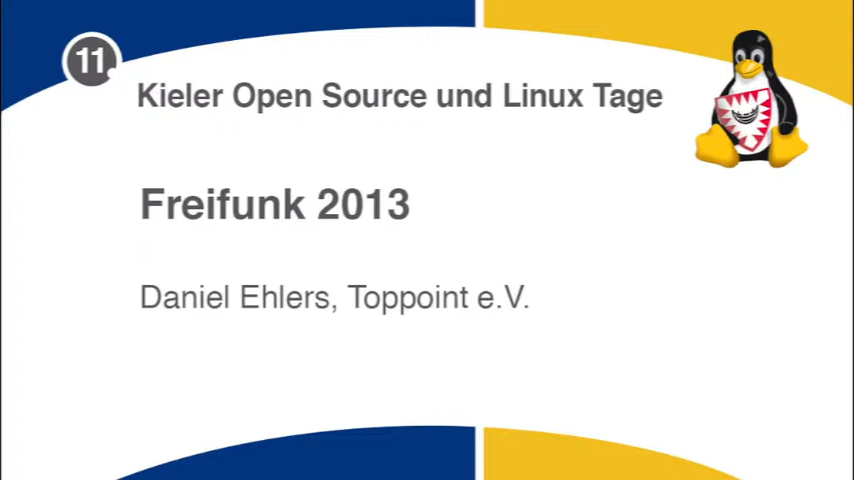 11.
Kieler Open Source und Linux Tage
Freifunk 2013
Daniel Ehlers, Toppoint e.V.